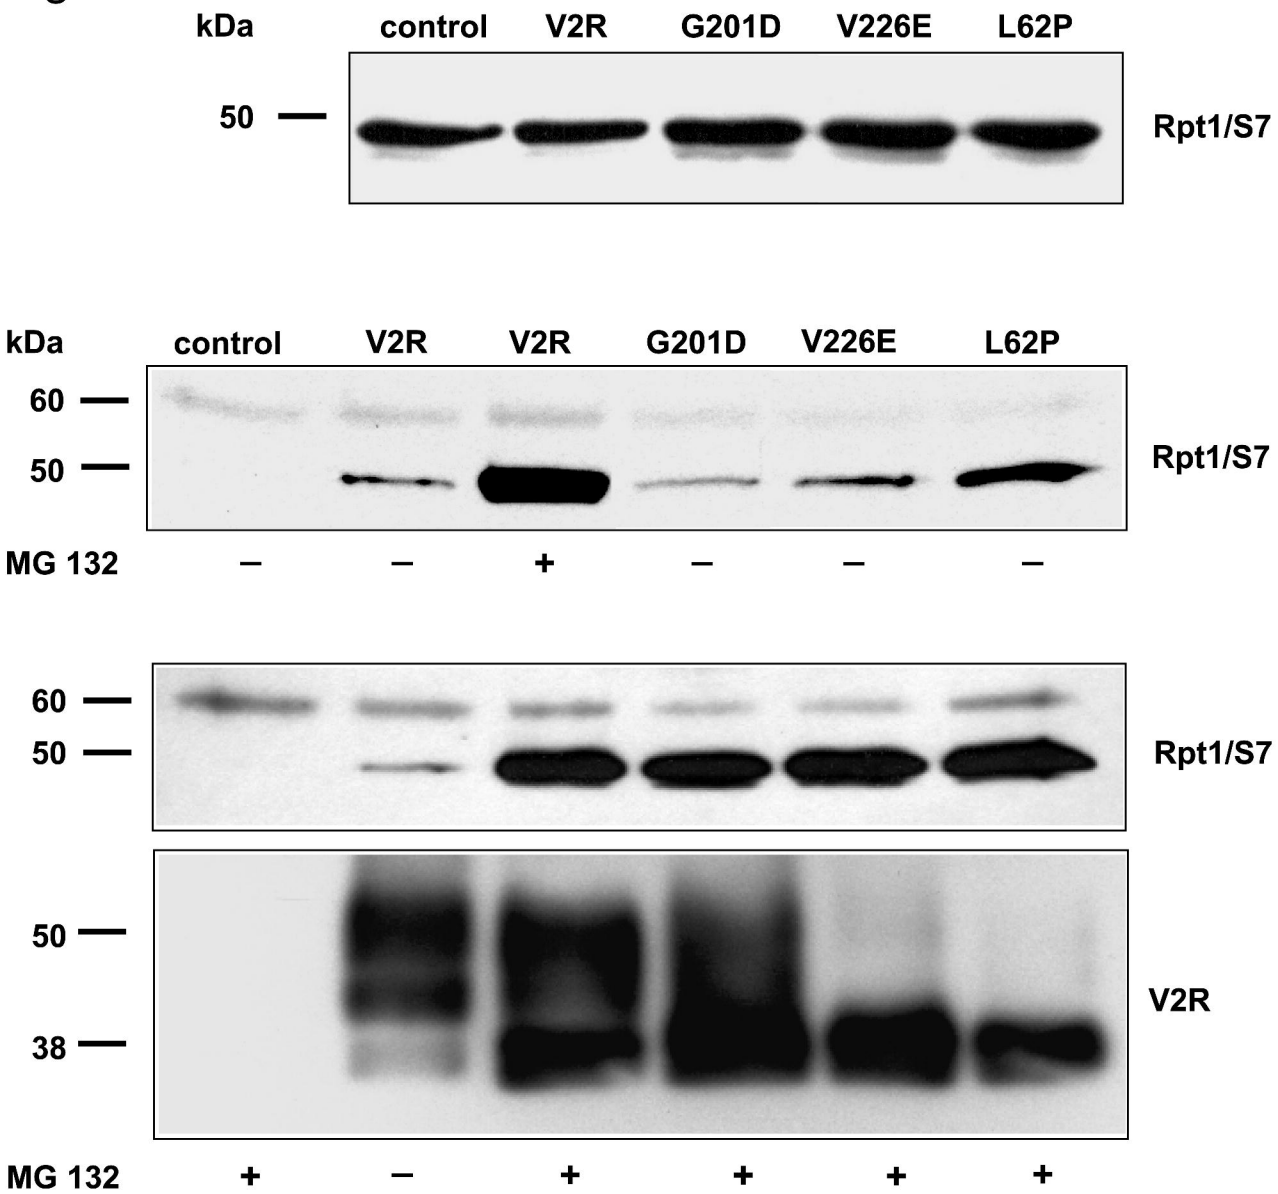 kDa control V2R G201D V226E L62P
50 — Rpt1/S7
kDa control V2R V2R G201D V226E L62P
60 —
50 — Rpt1/S7
MG 132 – – + – – –
60 —
50 — Rpt1/S7
50 —
V2R
38 —
MG 132 + – + + + +